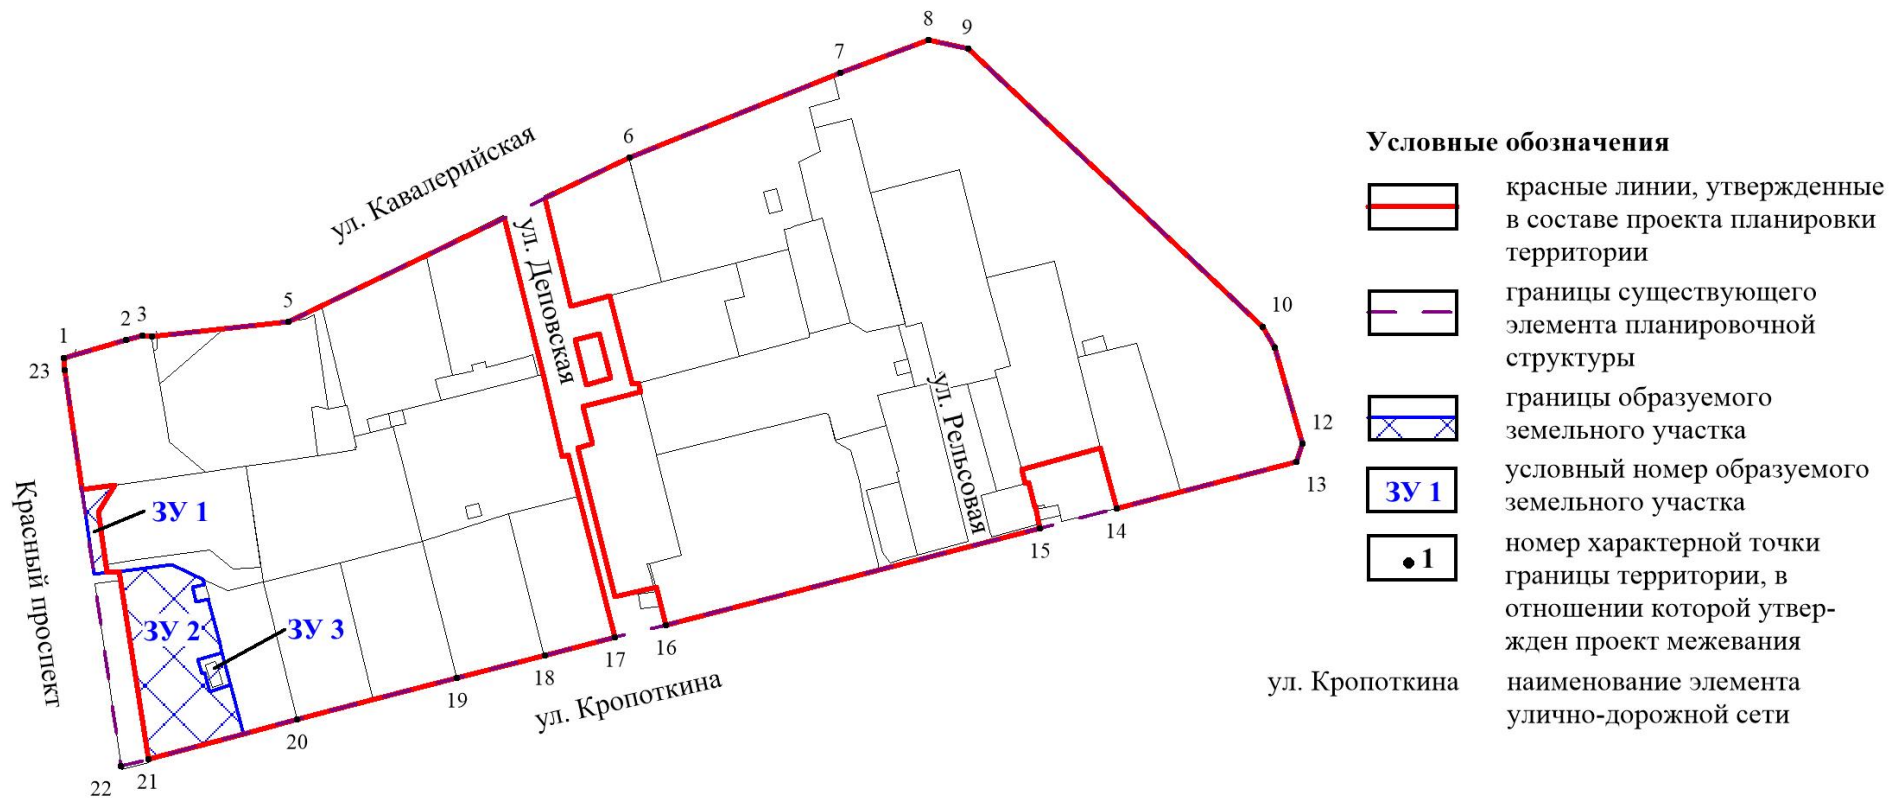 8
9
7
6
ул. Кавалерийская
ул. Деповская
5
2
3
1
23
10
12
13
ул. Рельсовая
14
15
Красный проспект
ЗУ 1
ЗУ 2
ЗУ 3
16
17
18
19
20
21
22
ул. Кропоткина
Условные обозначения
красные линии, утвержденные
в составе проекта планировки
территории
границы существующего
элемента планировочной
структуры
границы образуемого
земельного участка
ЗУ 1
условный номер образуемого
земельного участка
1
номер характерной точки
границы территории, в
отношении которой утвер-
жден проект межевания
ул. Кропоткина
наименование элемента
улично-дорожной сети